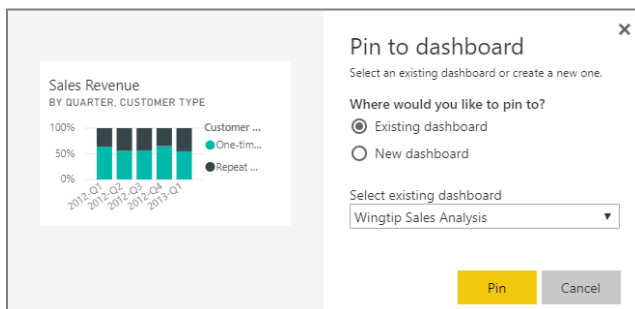 Sales Revenue
BY QUARTER, CUSTOMER TYPE
100%
50%
0%
2012-Q1
2012-Q2
2012-Q3
2012-Q4
2013-Q1
Customer ...
One-tim...
Repeat ...
Pin to dashboard
Select an existing dashboard or create a new one.
Where would you like to pin to?
Existing dashboard
New dashboard
Select existing dashboard
Wingtip Sales Analysis
Pin
Cancel